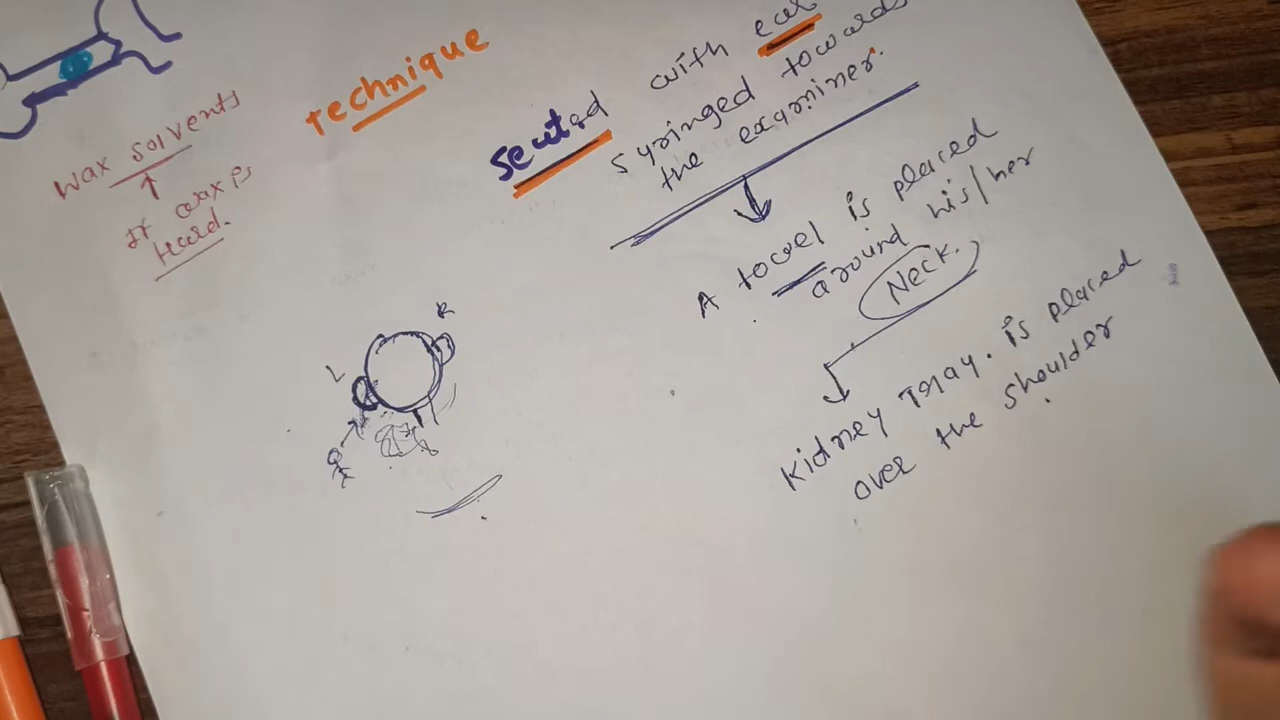 Technique
Wax solvents
↑
If wax is
Hard.
Seated with ear
Syringed towards
the examiner.
A towel is placed
around his/her
Neck.
Kidney Tray. is placed
over the shoulder
L
R